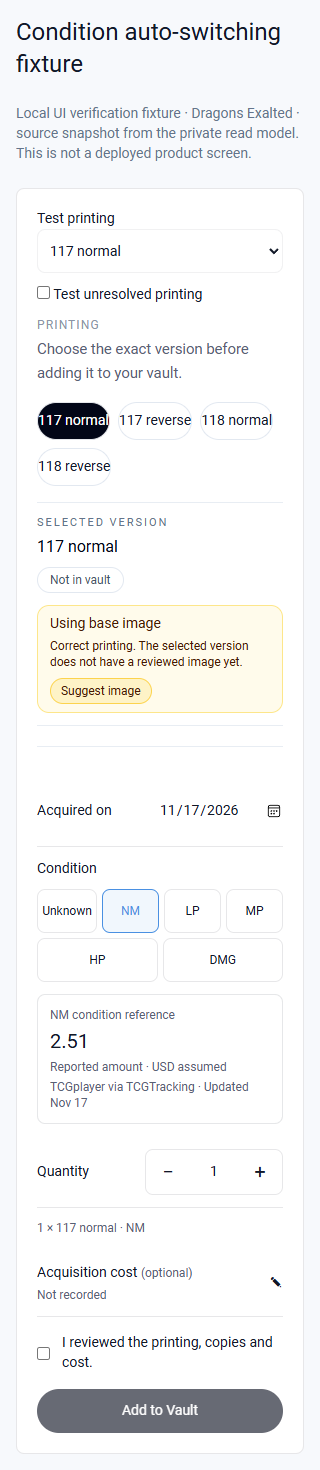 Condition auto-switching
fixture
Local UI verification fixture · Dragons Exalted ·
source snapshot from the private read model.
This is not a deployed product screen.
Test printing
117 normal
Test unresolved printing
PRINTING
Choose the exact version before
adding it to your vault.
117 normal 117 reverse 118 normal
118 reverse
SELECTED VERSION
117 normal
Not in vault
Using base image
Correct printing. The selected version
does not have a reviewed image yet.
Suggest image
Acquired on 11/17/2026
Condition
Unknown NM LP MP
HP DMG
NM condition reference
2.51
Reported amount · USD assumed
TCGplayer via TCGTracking · Updated
Nov 17
Quantity − 1 +
1 × 117 normal · NM
Acquisition cost (optional)
Not recorded
I reviewed the printing, copies and
cost.
Add to Vault